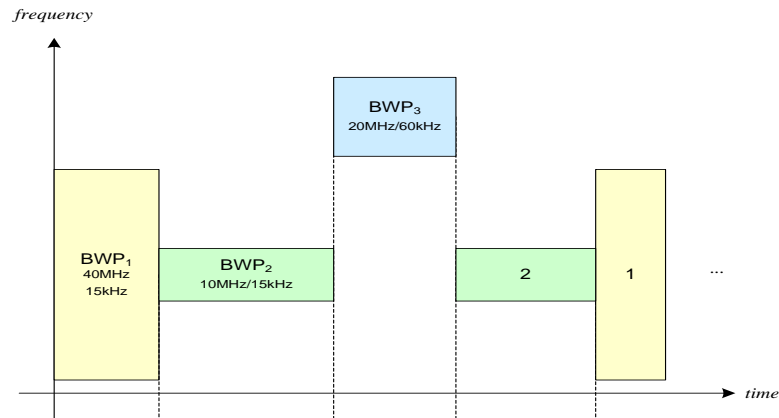 frequency
BWP₃
20MHz/60kHz
BWP₁
40MHz
15kHz
BWP₂
10MHz/15kHz
2
1
...
time